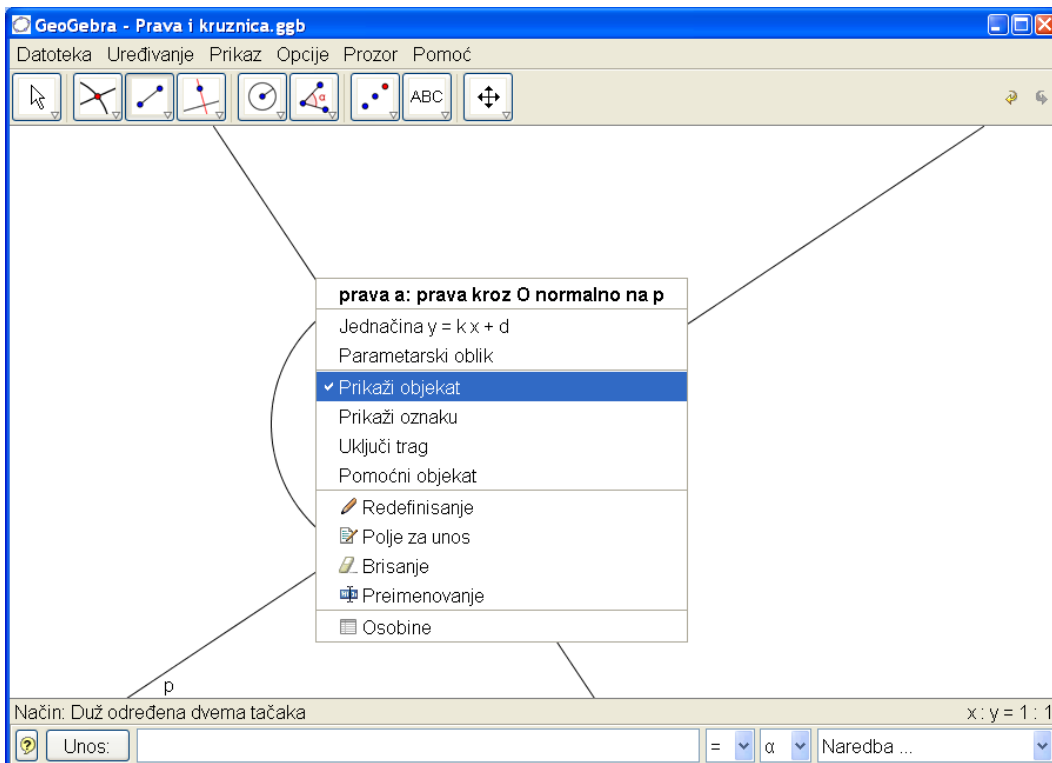 GeoGebra - Prava i kruznica.ggb
Datoteka Uređivanje Prikaz Opcije Prozor Pomoć
ABC
prava a: prava kroz O normalno na p
Jednačina y = k x + d
Parametarski oblik
Prikaži objekat
Prikaži oznaku
Uključi trag
Pomoćni objekat
Redefinisanje
Polje za unos
Brisanje
Preimenovanje
Osobine
p
Način: Duž određena dvema tačaka x : y = 1 : 1
Unos: = α Naredba ...